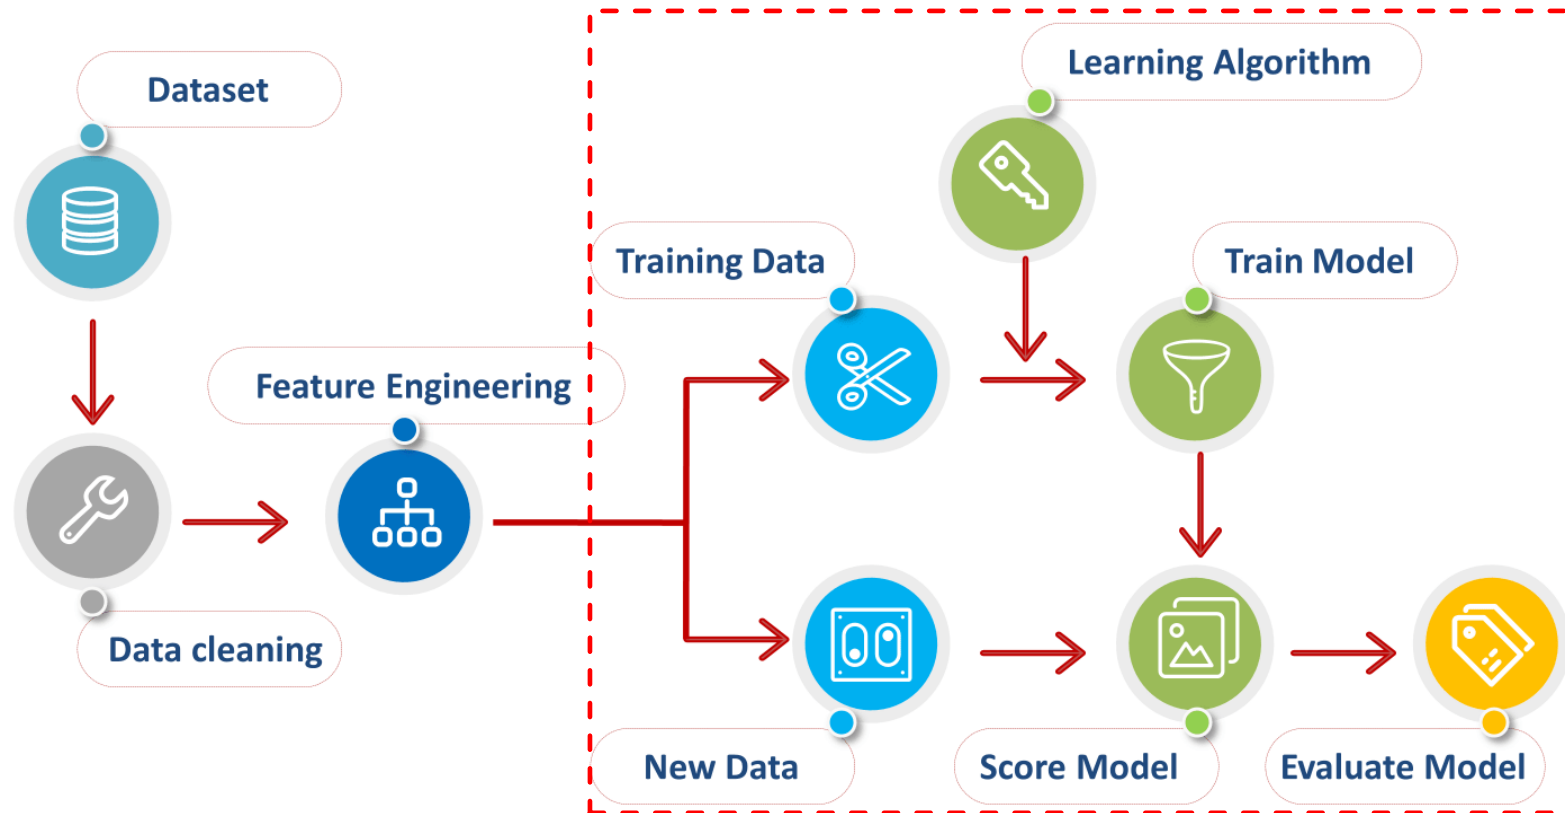 Dataset
Learning Algorithm
Training Data
Train Model
Feature Engineering
Data cleaning
New Data
Score Model
Evaluate Model